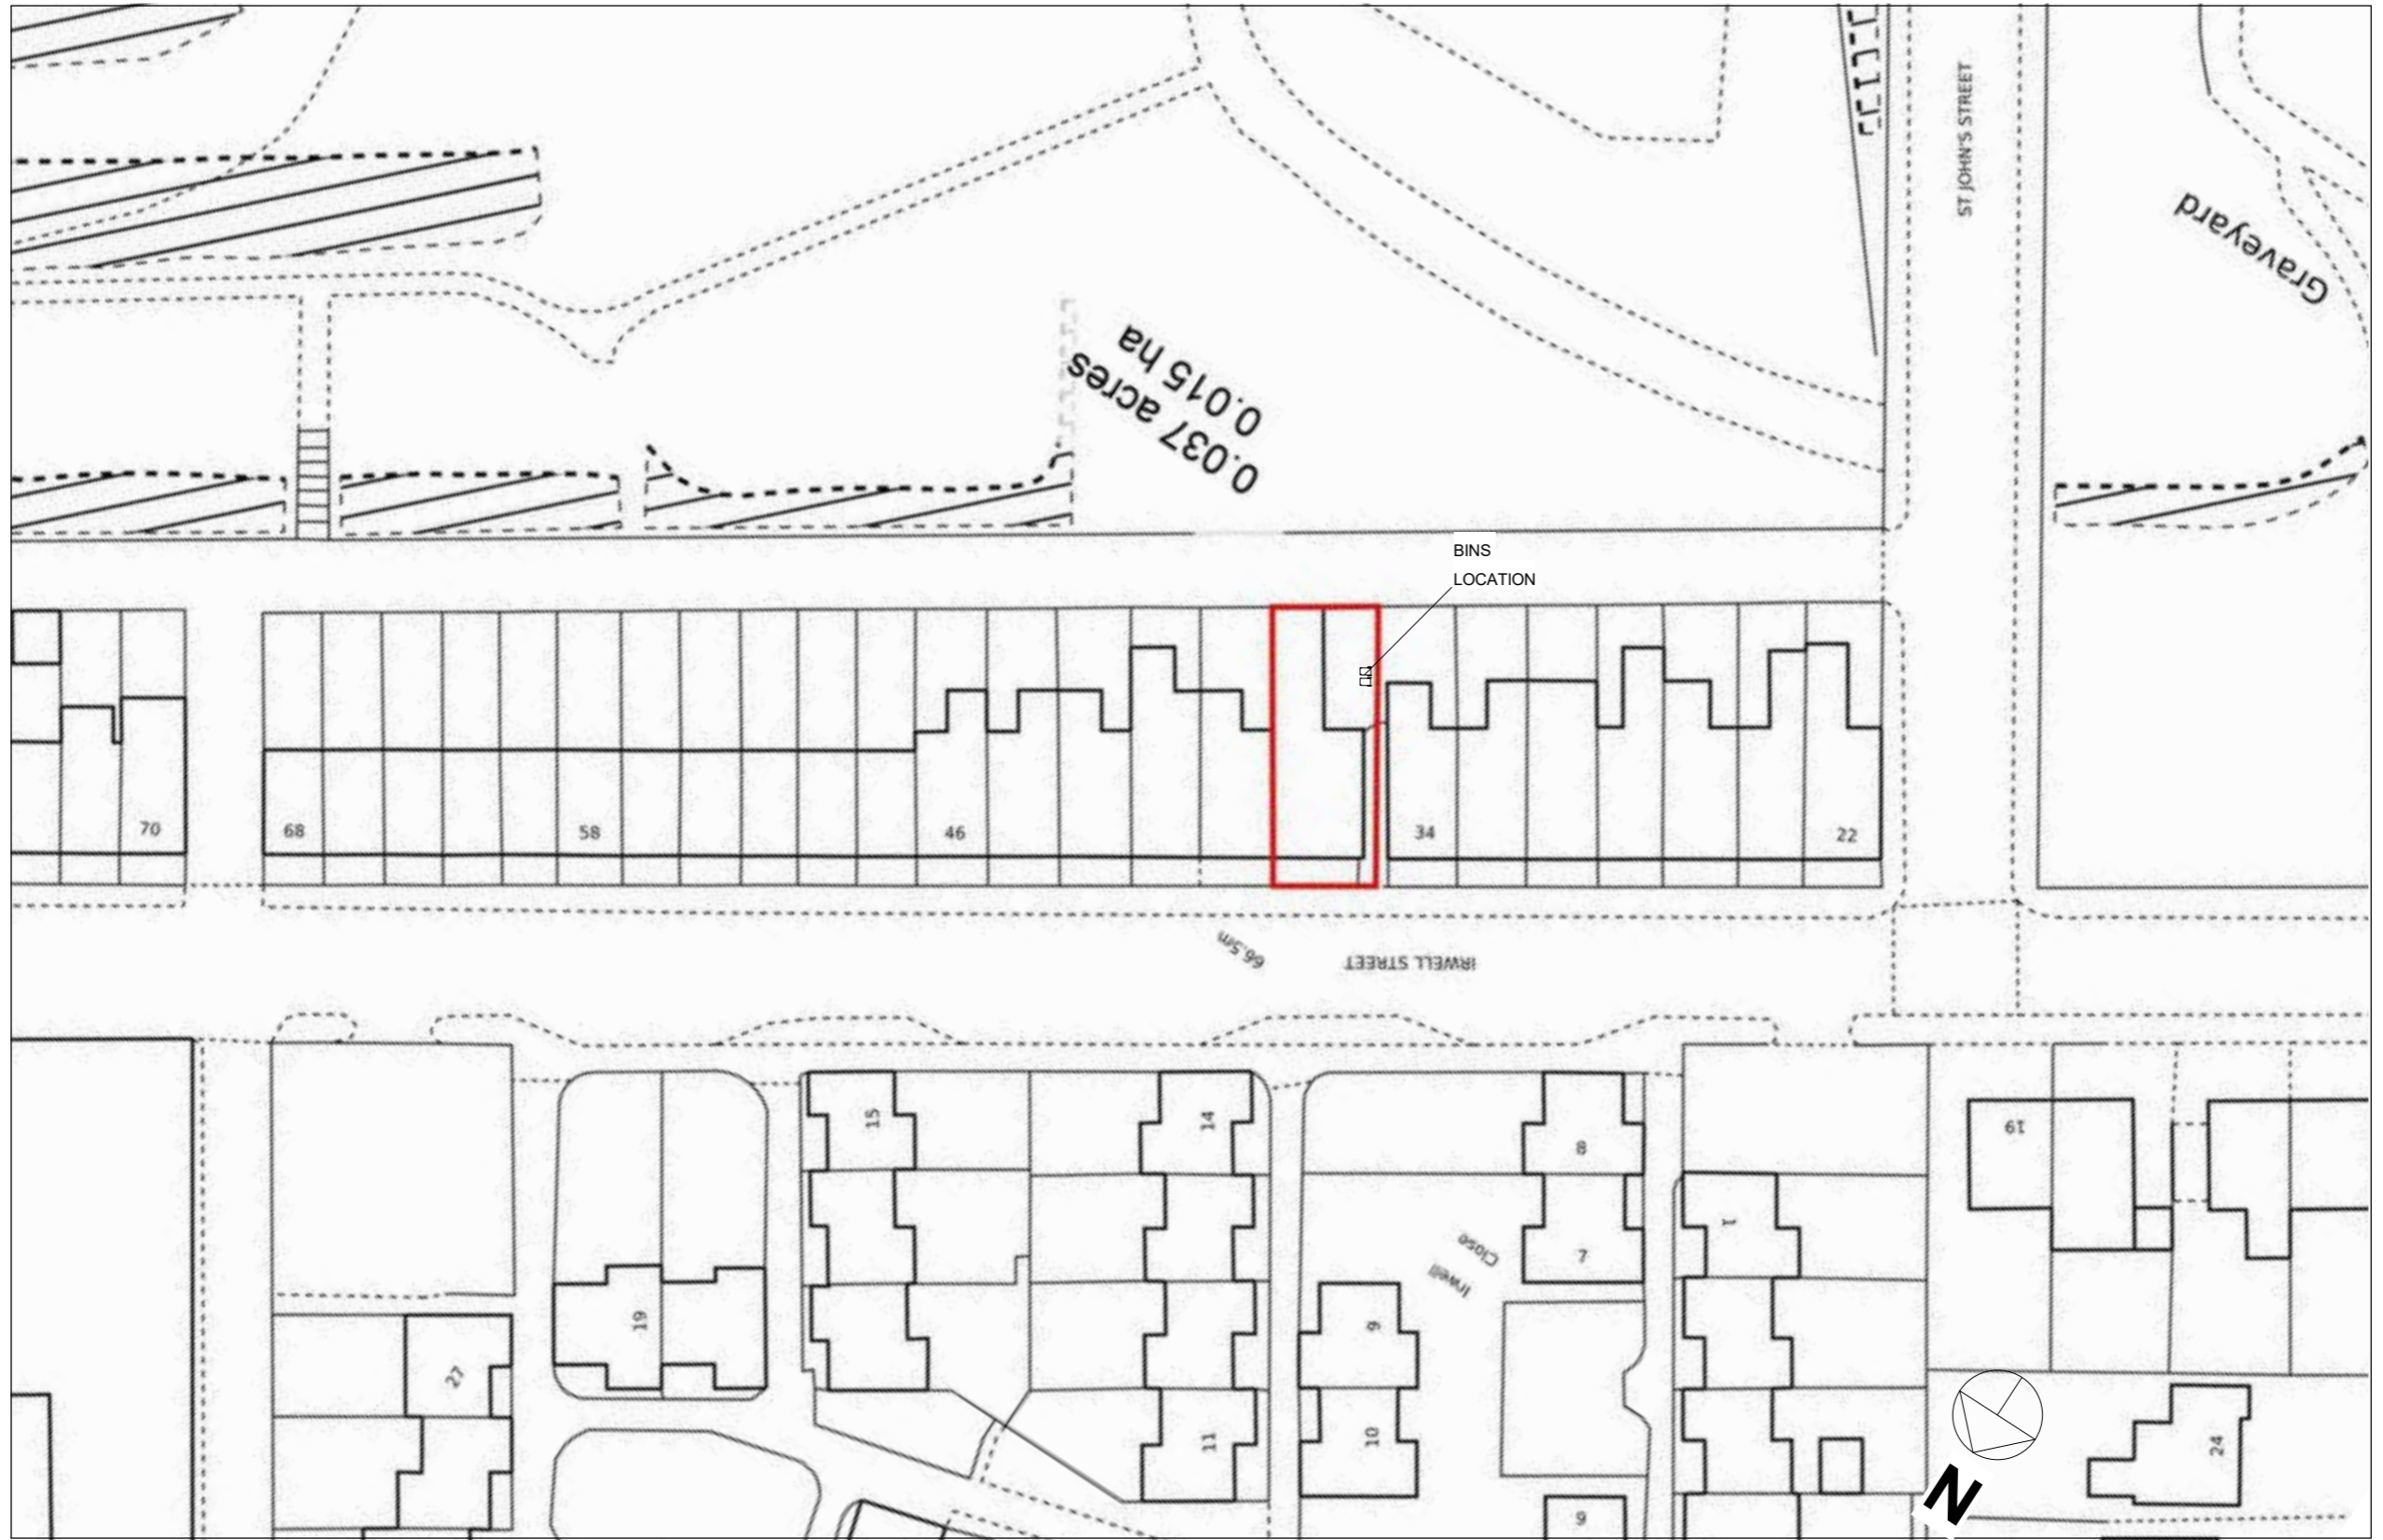 ST JOHN'S STREET
Graveyard
0.037 acres
0.015 ha
BINS
LOCATION
70
68
58
46
34
22
66.5m
IRWELL STREET
15
14
8
19
1
7
Irwell
Close
19
9
27
11
10
24
9
N